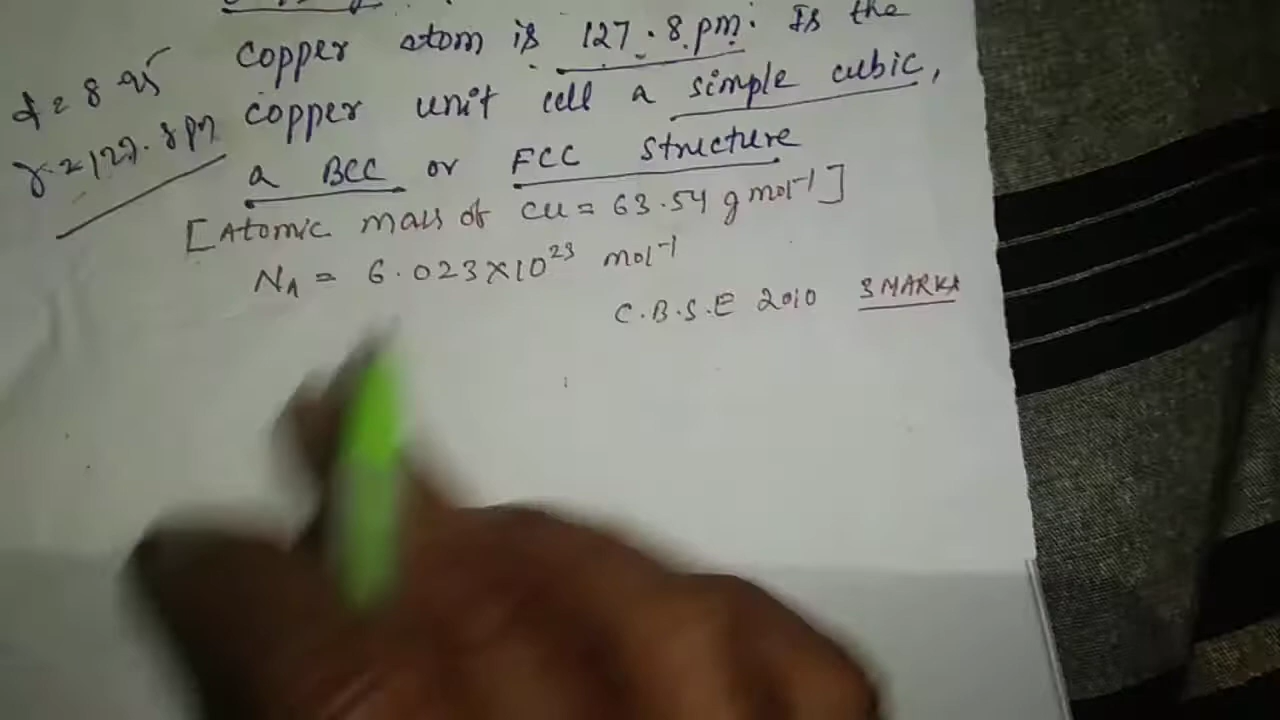 copper atom is 127.8 pm. Is the
d = 8.95
copper unit cell a simple cubic,
r = 127.8 pm
a BCC or FCC structure
[Atomic mass of Cu = 63.54 g mol⁻¹]
N_A = 6.023×10²³ mol⁻¹
C.B.S.E 2010 3 MARKS